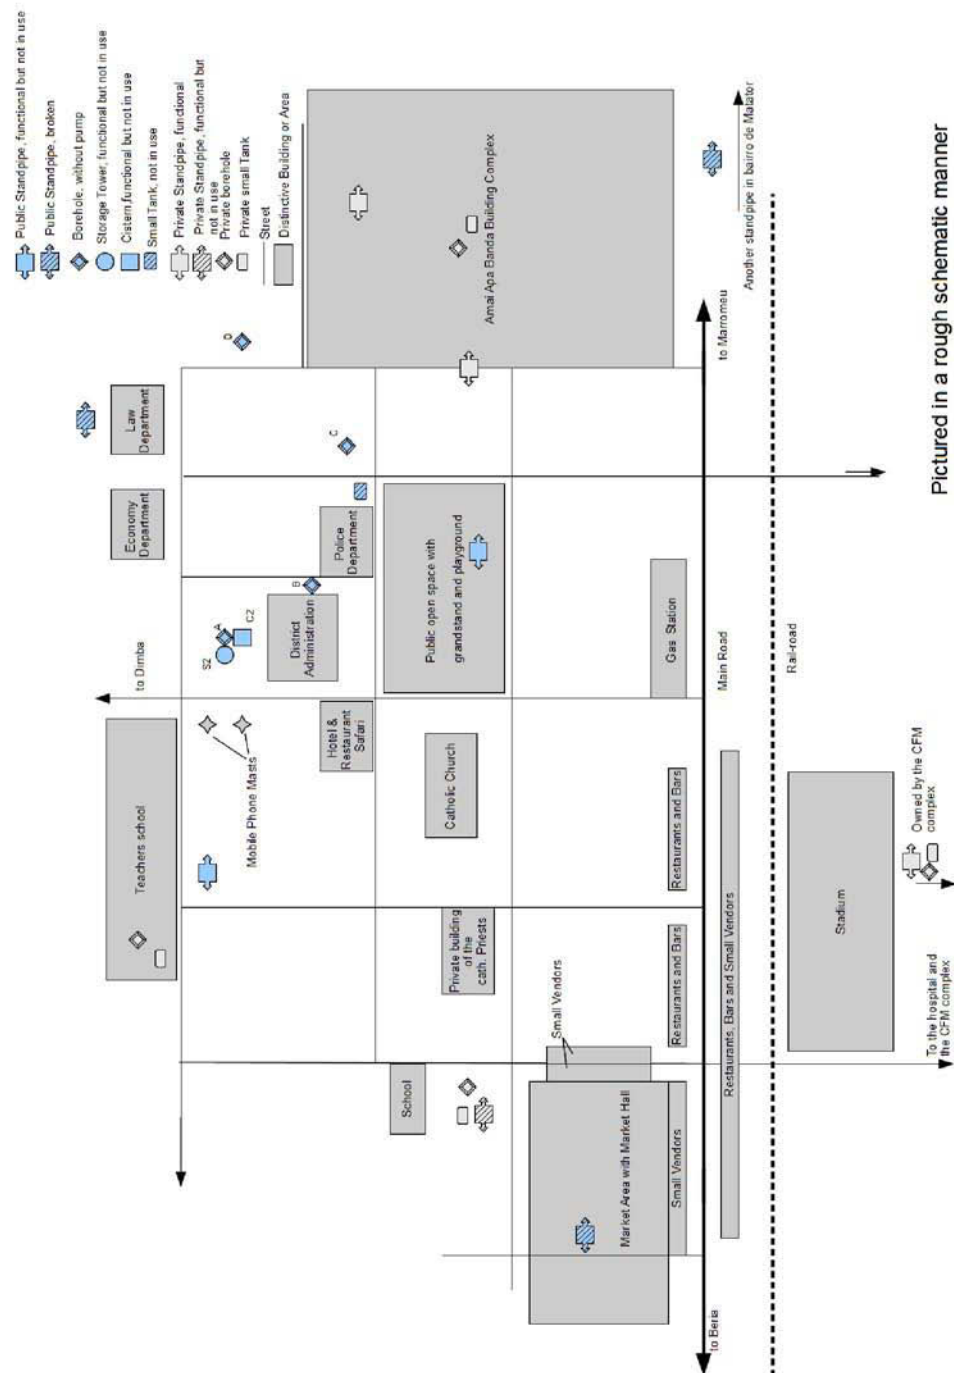 Public Standpipe, functional but not in use
Public Standpipe, broken
Borehole, without pump
Storage Tower, functional but not in use
Cistern,functional but not in use
Small Tank, not in use
Private Standpipe, functional
Private Standpipe, functional but
not in use
Private borehole
Private small Tank
Street
Distinctive Building or Area
to Dimba
Teachers school
Economy
Department
Law
Department
Mobile Phone Masts
S2
A
C2
B
C
D
District
Administration
Police
Department
Hotel &
Restaurant
Safari
School
Catholic Church
Private building
of the
cath. Priests
Public open space with
grandstand and playground
Amai Apa Banda Building Complex
Small Vendors
Market Area with Market Hall
Small Vendors
Restaurants and Bars
Restaurants and Bars
Gas Station
to Beria
Main Road
to Marromeu
Restaurants, Bars and Small Vendors
Another standpipe in bairro de Matator
Rail-road
Stadium
To the hospital and
the CFM complex
Owned by the CFM
complex
Pictured in a rough schematic manner